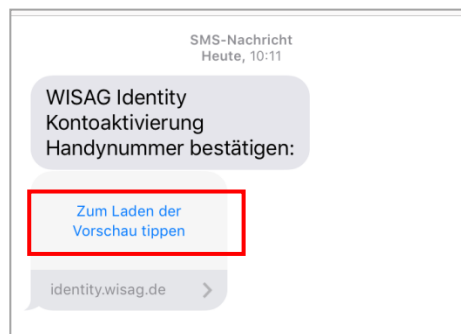 SMS-Nachricht
Heute, 10:11
WISAG Identity
Kontoaktivierung
Handynummer bestätigen:
Zum Laden der
Vorschau tippen
identity.wisag.de